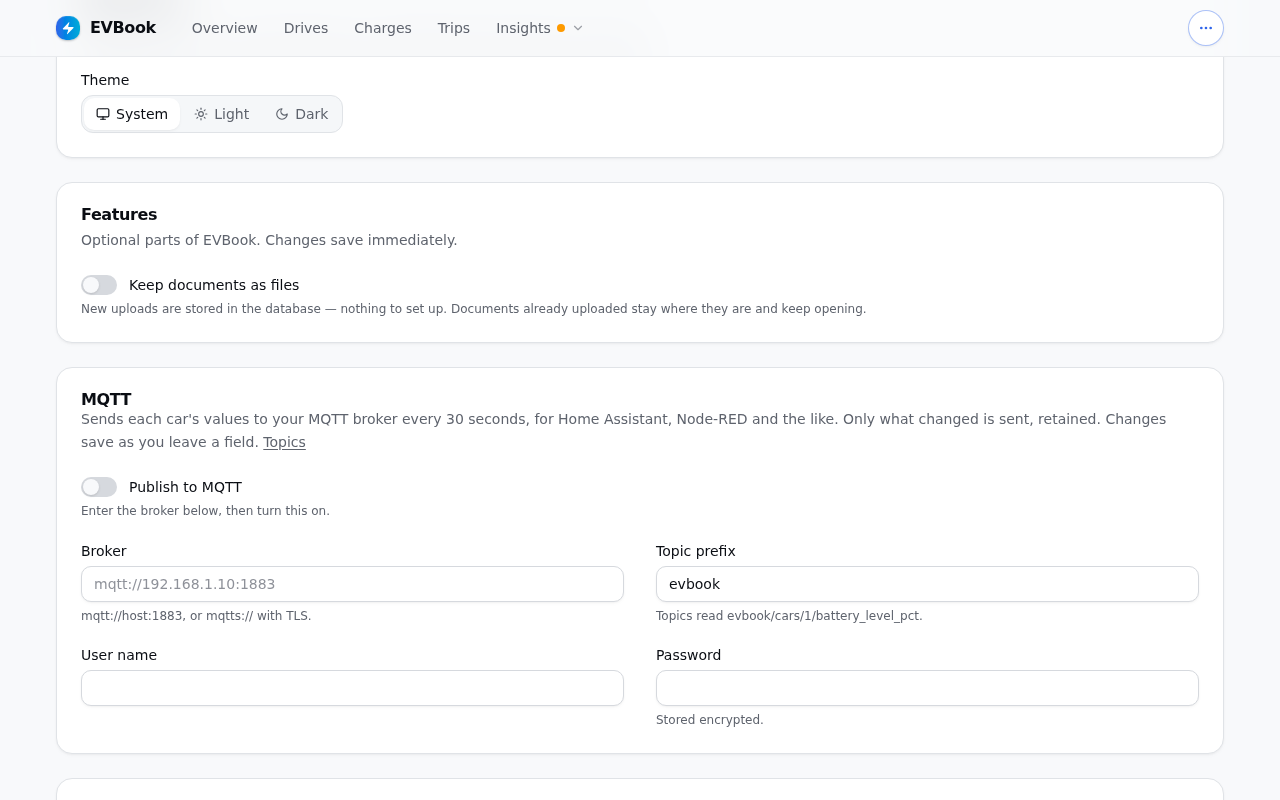 EVBook Overview Drives Charges Trips Insights
Theme
System Light Dark
Features
Optional parts of EVBook. Changes save immediately.
Keep documents as files
New uploads are stored in the database — nothing to set up. Documents already uploaded stay where they are and keep opening.
MQTT
Sends each car's values to your MQTT broker every 30 seconds, for Home Assistant, Node-RED and the like. Only what changed is sent, retained. Changes
save as you leave a field. Topics
Publish to MQTT
Enter the broker below, then turn this on.
Broker
mqtt://192.168.1.10:1883
mqtt://host:1883, or mqtts:// with TLS.
Topic prefix
evbook
Topics read evbook/cars/1/battery_level_pct.
User name
Password
Stored encrypted.